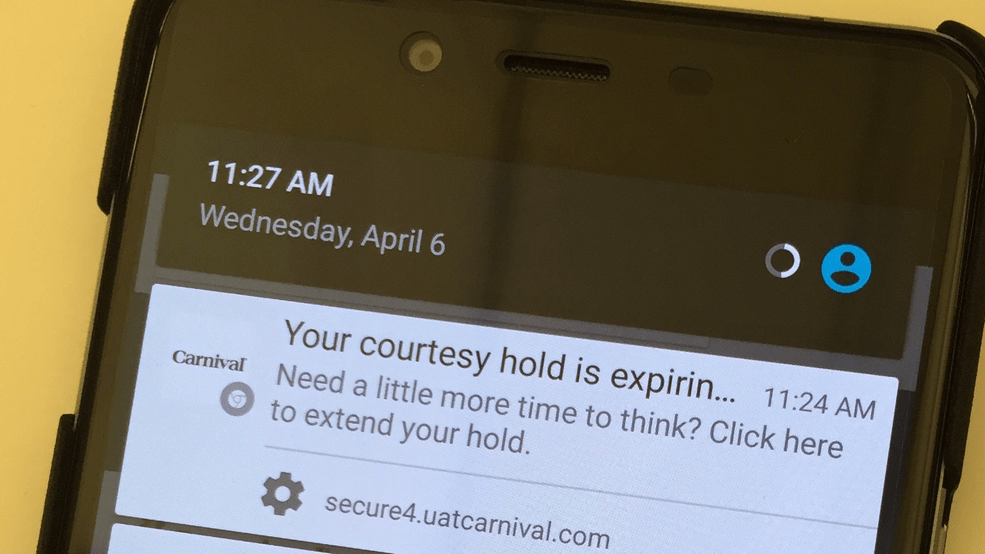 11:27 AM
Wednesday, April 6
Carnival
Your courtesy hold is expirin... 11:24 AM
Need a little more time to think? Click here
to extend your hold.
secure4.uatcarnival.com